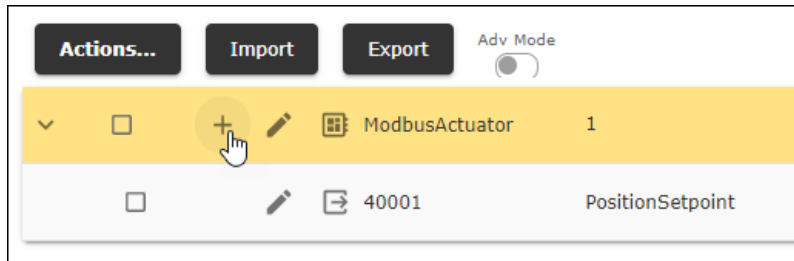 Actions... Import Export Adv Mode
ModbusActuator 1
40001 PositionSetpoint